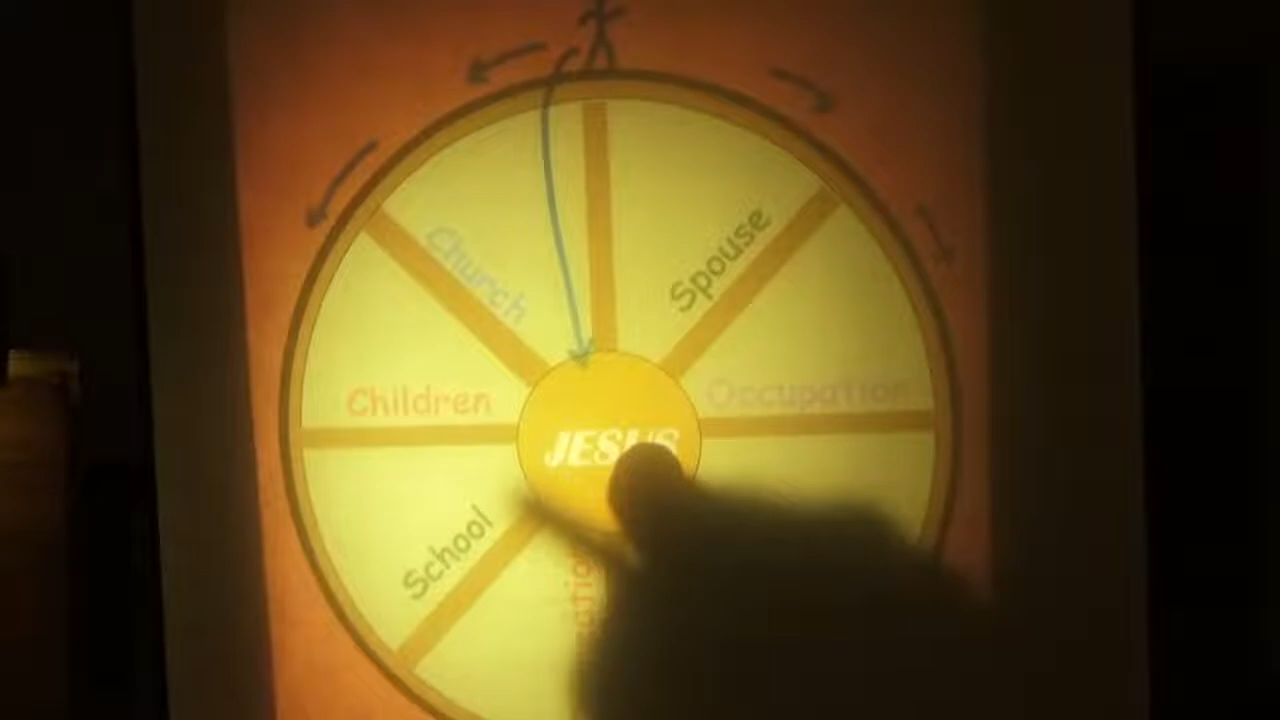 Church
Spouse
Children
Occupation
JESUS
School